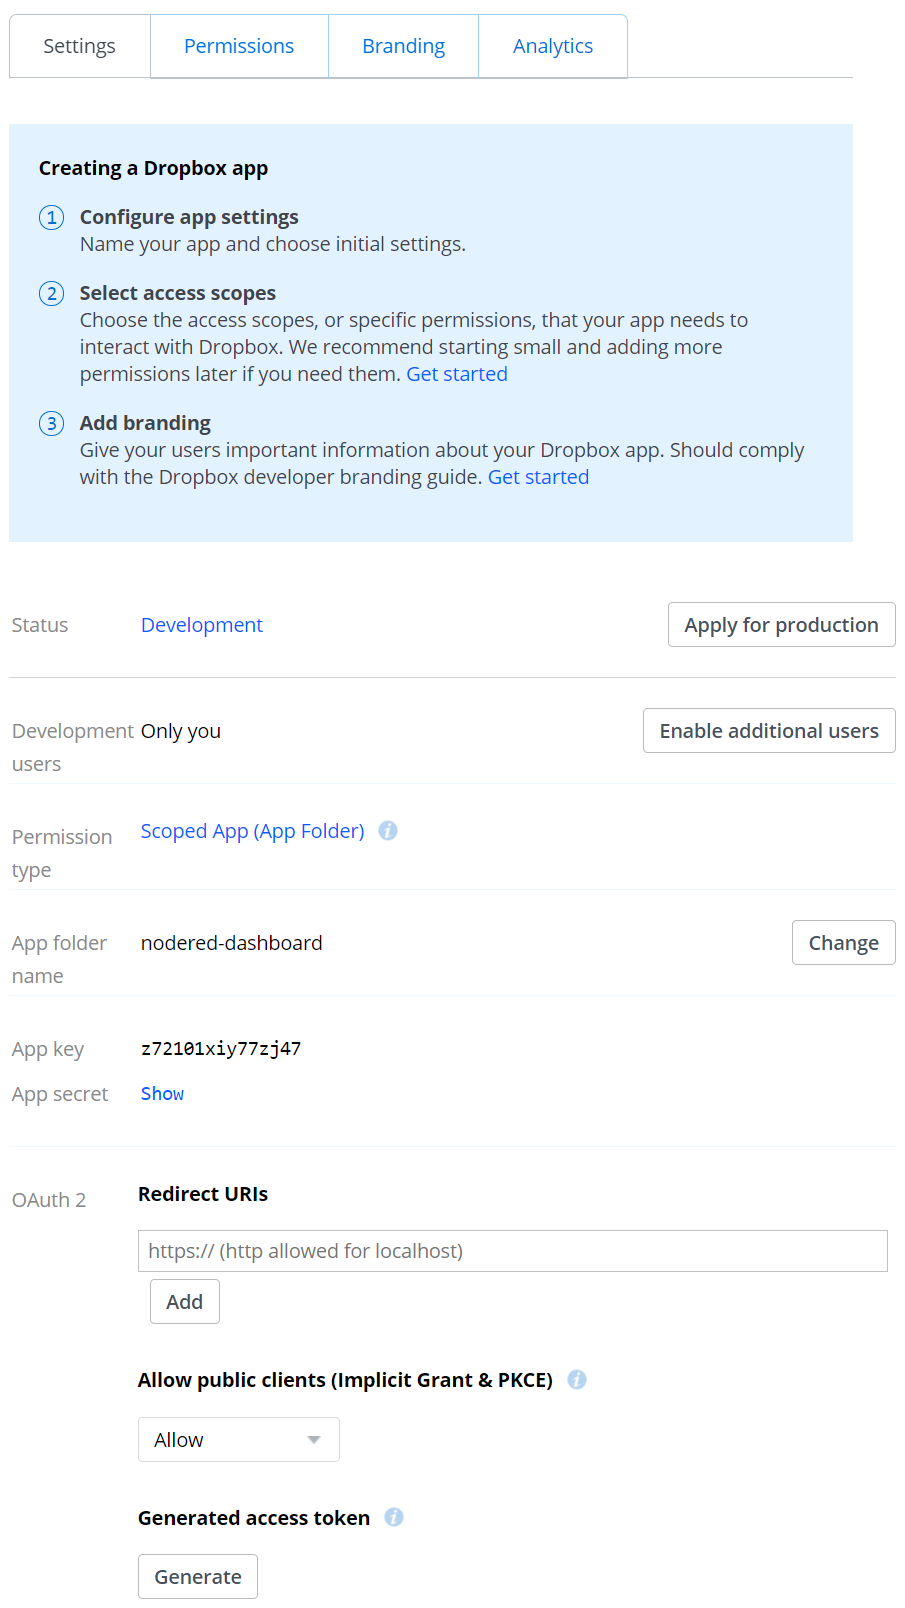 Settings
Permissions
Branding
Analytics
Creating a Dropbox app
1 Configure app settings
Name your app and choose initial settings.
2 Select access scopes
Choose the access scopes, or specific permissions, that your app needs to
interact with Dropbox. We recommend starting small and adding more
permissions later if you need them. Get started
3 Add branding
Give your users important information about your Dropbox app. Should comply
with the Dropbox developer branding guide. Get started
Status Development Apply for production
Development Only you Enable additional users
users
Permission Scoped App (App Folder) i
type
App folder nodered-dashboard Change
name
App key z72101xiy77zj47
App secret Show
OAuth 2 Redirect URIs
https:// (http allowed for localhost)
Add
Allow public clients (Implicit Grant & PKCE) i
Allow
Generated access token i
Generate